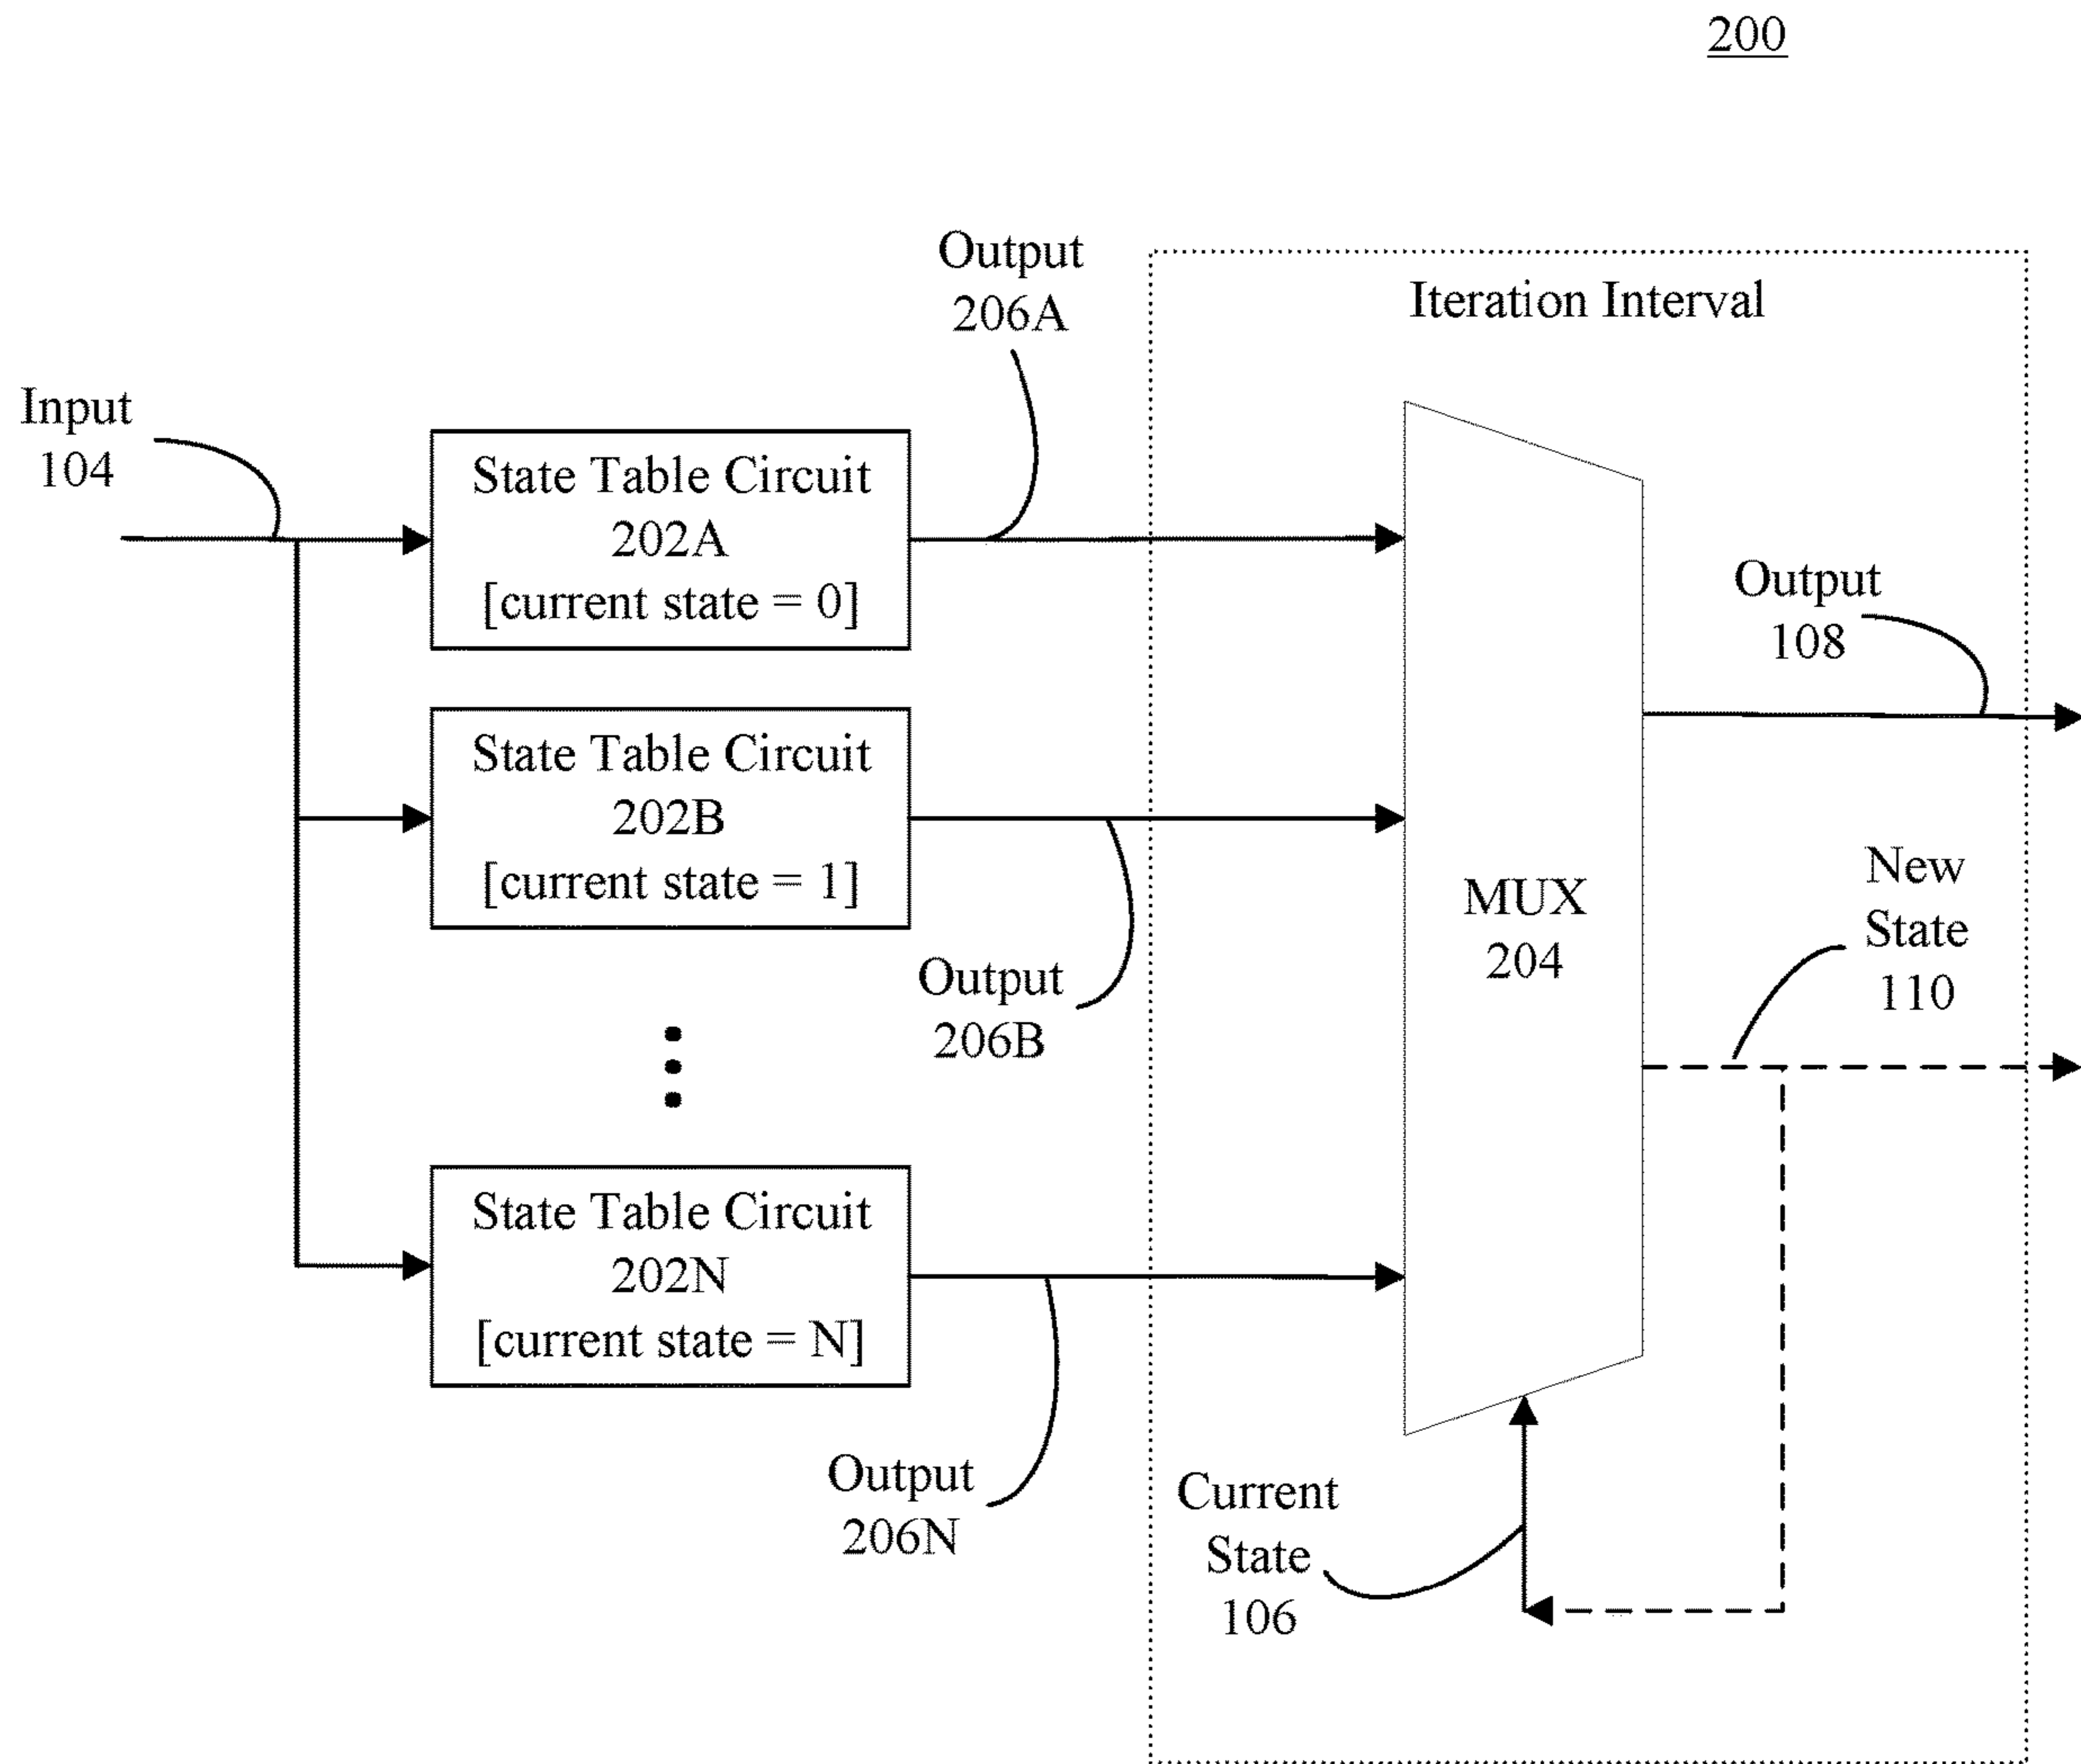 200
Output
206A
Iteration Interval
Input
104
State Table Circuit
202A
[current state = 0]
Output
108
State Table Circuit
202B
[current state = 1]
New
State
110
MUX
204
Output
206B
State Table Circuit
202N
[current state = N]
Output
206N
Current
State
106